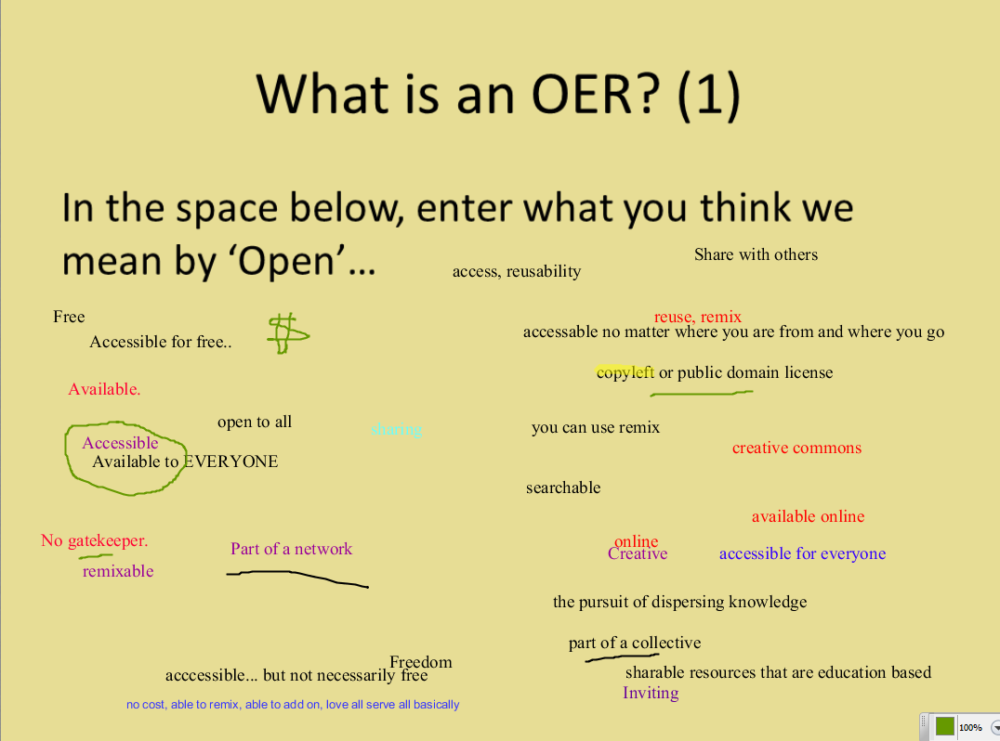 What is an OER? (1)
In the space below, enter what you think we
mean by ‘Open’...
Share with others
access, reusability
Free
reuse, remix
Accessible for free..
$
accessable no matter where you are from and where you go
copyleft or public domain license
Available.
open to all
sharing
you can use remix
Accessible
Available to EVERYONE
creative commons
searchable
available online
No gatekeeper.
Part of a network
online
Creative
accessible for everyone
remixable
the pursuit of dispersing knowledge
part of a collective
Freedom
acccessible... but not necessarily free
sharable resources that are education based
Inviting
no cost, able to remix, able to add on, love all serve all basically
100%